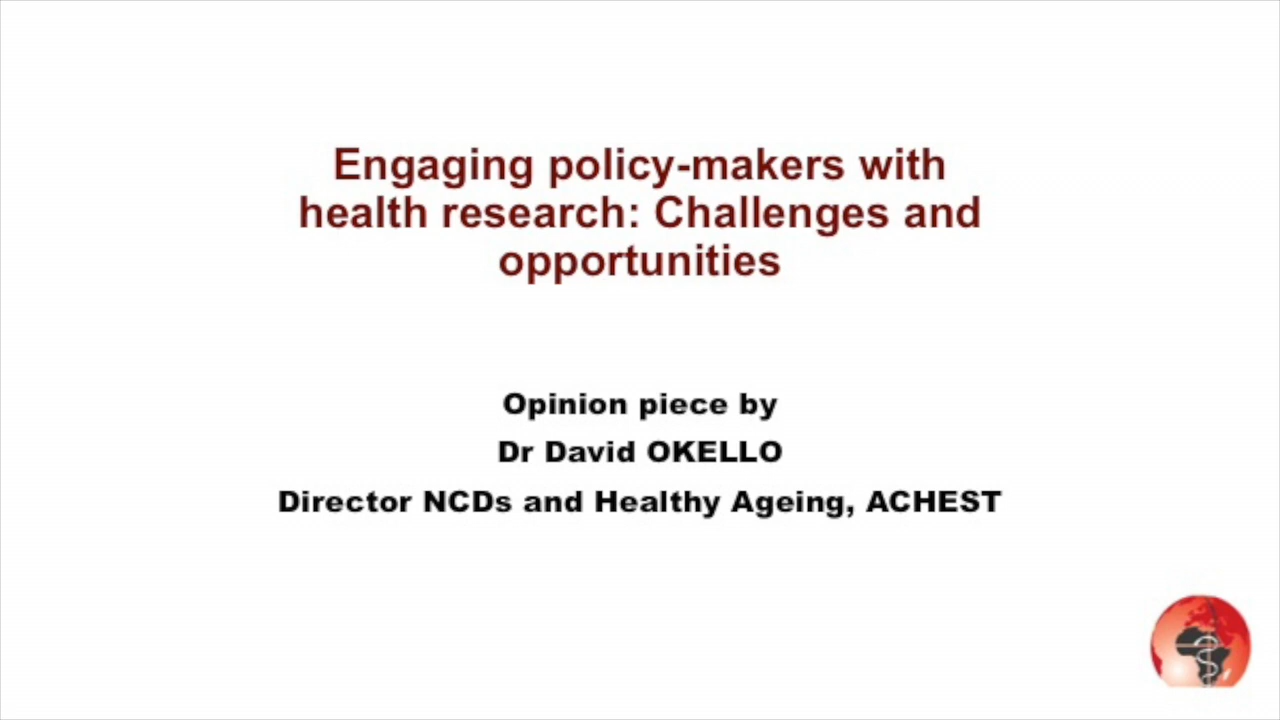 Engaging policy-makers with
health research: Challenges and
opportunities
Opinion piece by
Dr David OKELLO
Director NCDs and Healthy Ageing, ACHEST